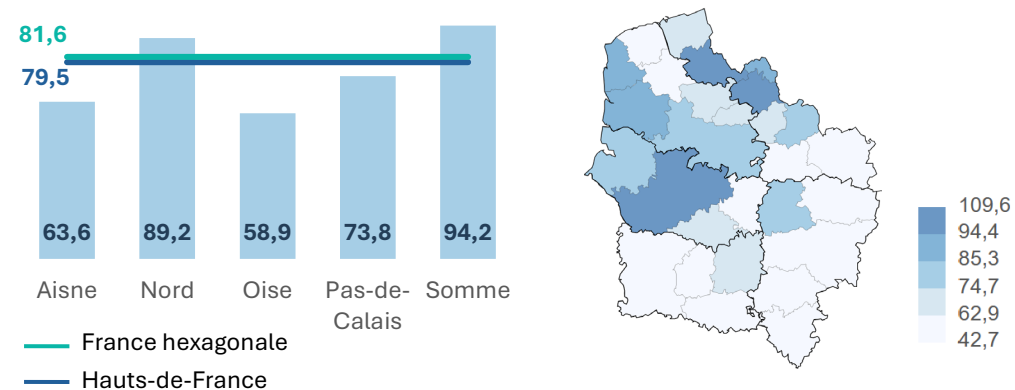 81,6
79,5
63,6
89,2
58,9
73,8
94,2
Aisne
Nord
Oise
Pas-de-
Calais
Somme
France hexagonale
Hauts-de-France
109,6
94,4
85,3
74,7
62,9
42,7